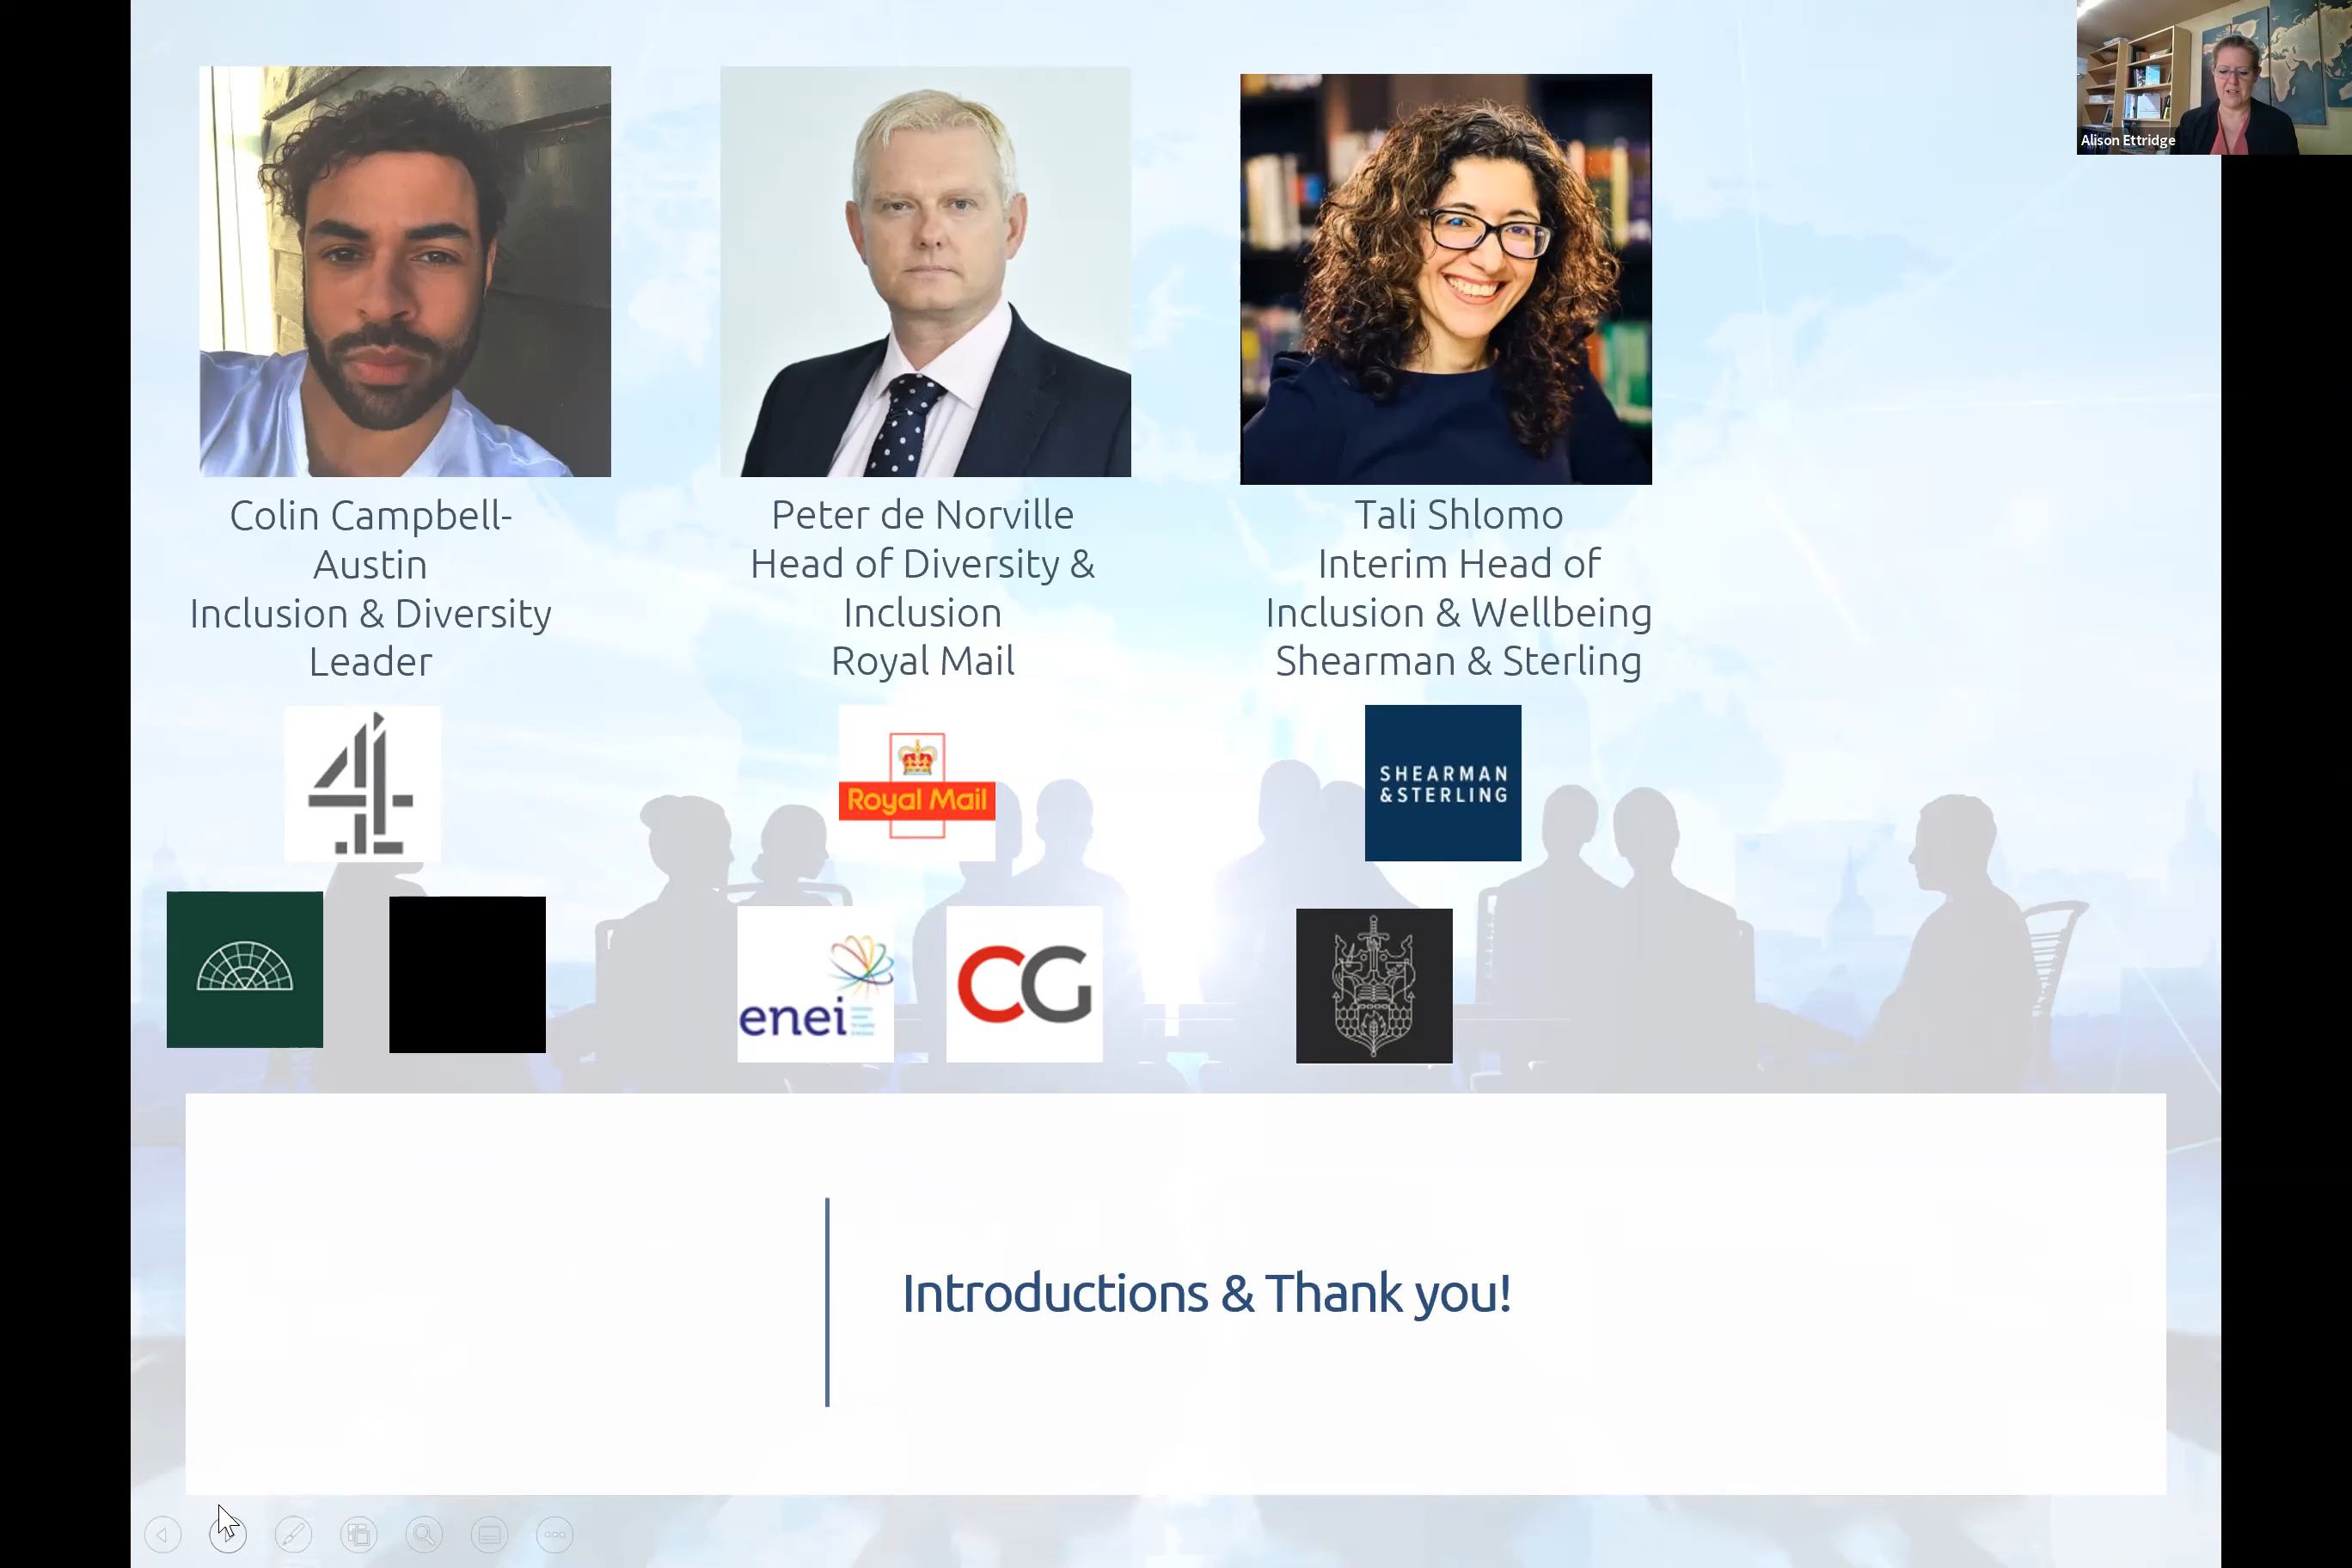 Alison Ettridge
Colin Campbell-
Austin
Inclusion & Diversity
Leader
Peter de Norville
Head of Diversity &
Inclusion
Royal Mail
Tali Shlomo
Interim Head of
Inclusion & Wellbeing
Shearman & Sterling
4
Royal Mail
SHEARMAN
& STERLING
enei
CG
Introductions & Thank you!